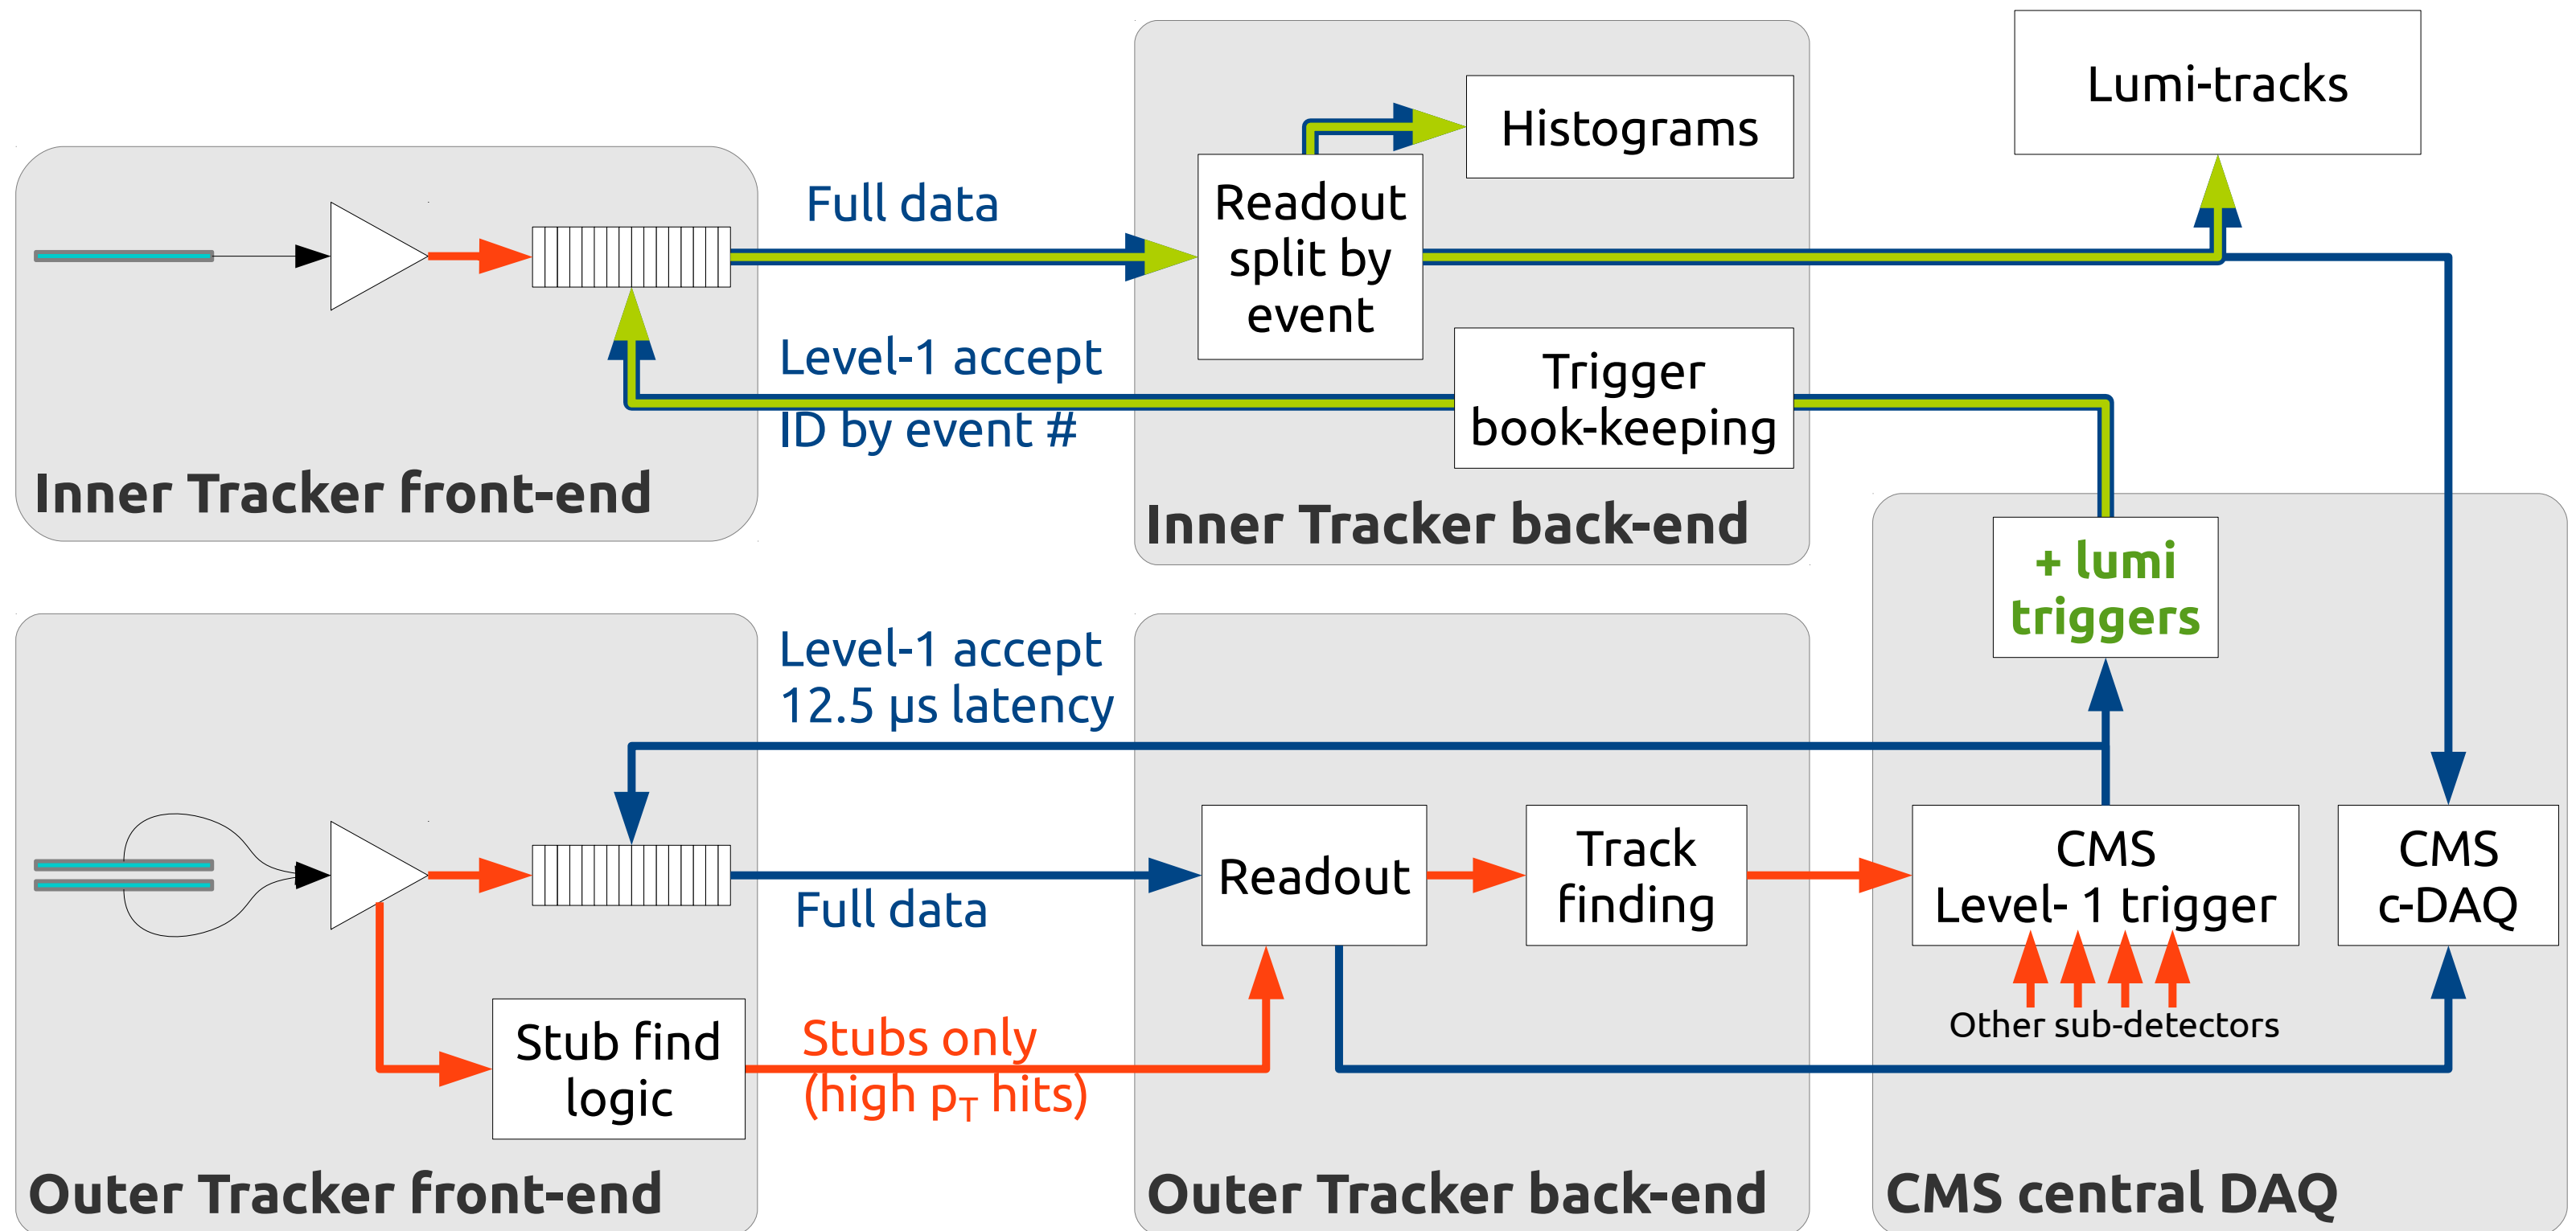 Lumi-tracks
Histograms
Full data
Readout
split by
event
Level-1 accept
ID by event #
Trigger
book-keeping
Inner Tracker front-end
Inner Tracker back-end
+ lumi
triggers
Level-1 accept
12.5 µs latency
Full data
Readout
Track
finding
CMS
Level- 1 trigger
CMS
c-DAQ
Other sub-detectors
Stub find
logic
Stubs only
(high pT hits)
Outer Tracker front-end
Outer Tracker back-end
CMS central DAQ